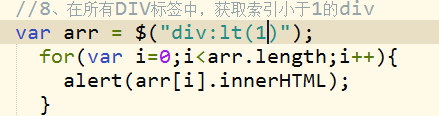 //8、在所有DIV标签中，获取索引小于1的div
var arr = $("div:lt(1)");
for(var i=0;i<arr.length;i++){
alert(arr[i].innerHTML);
}